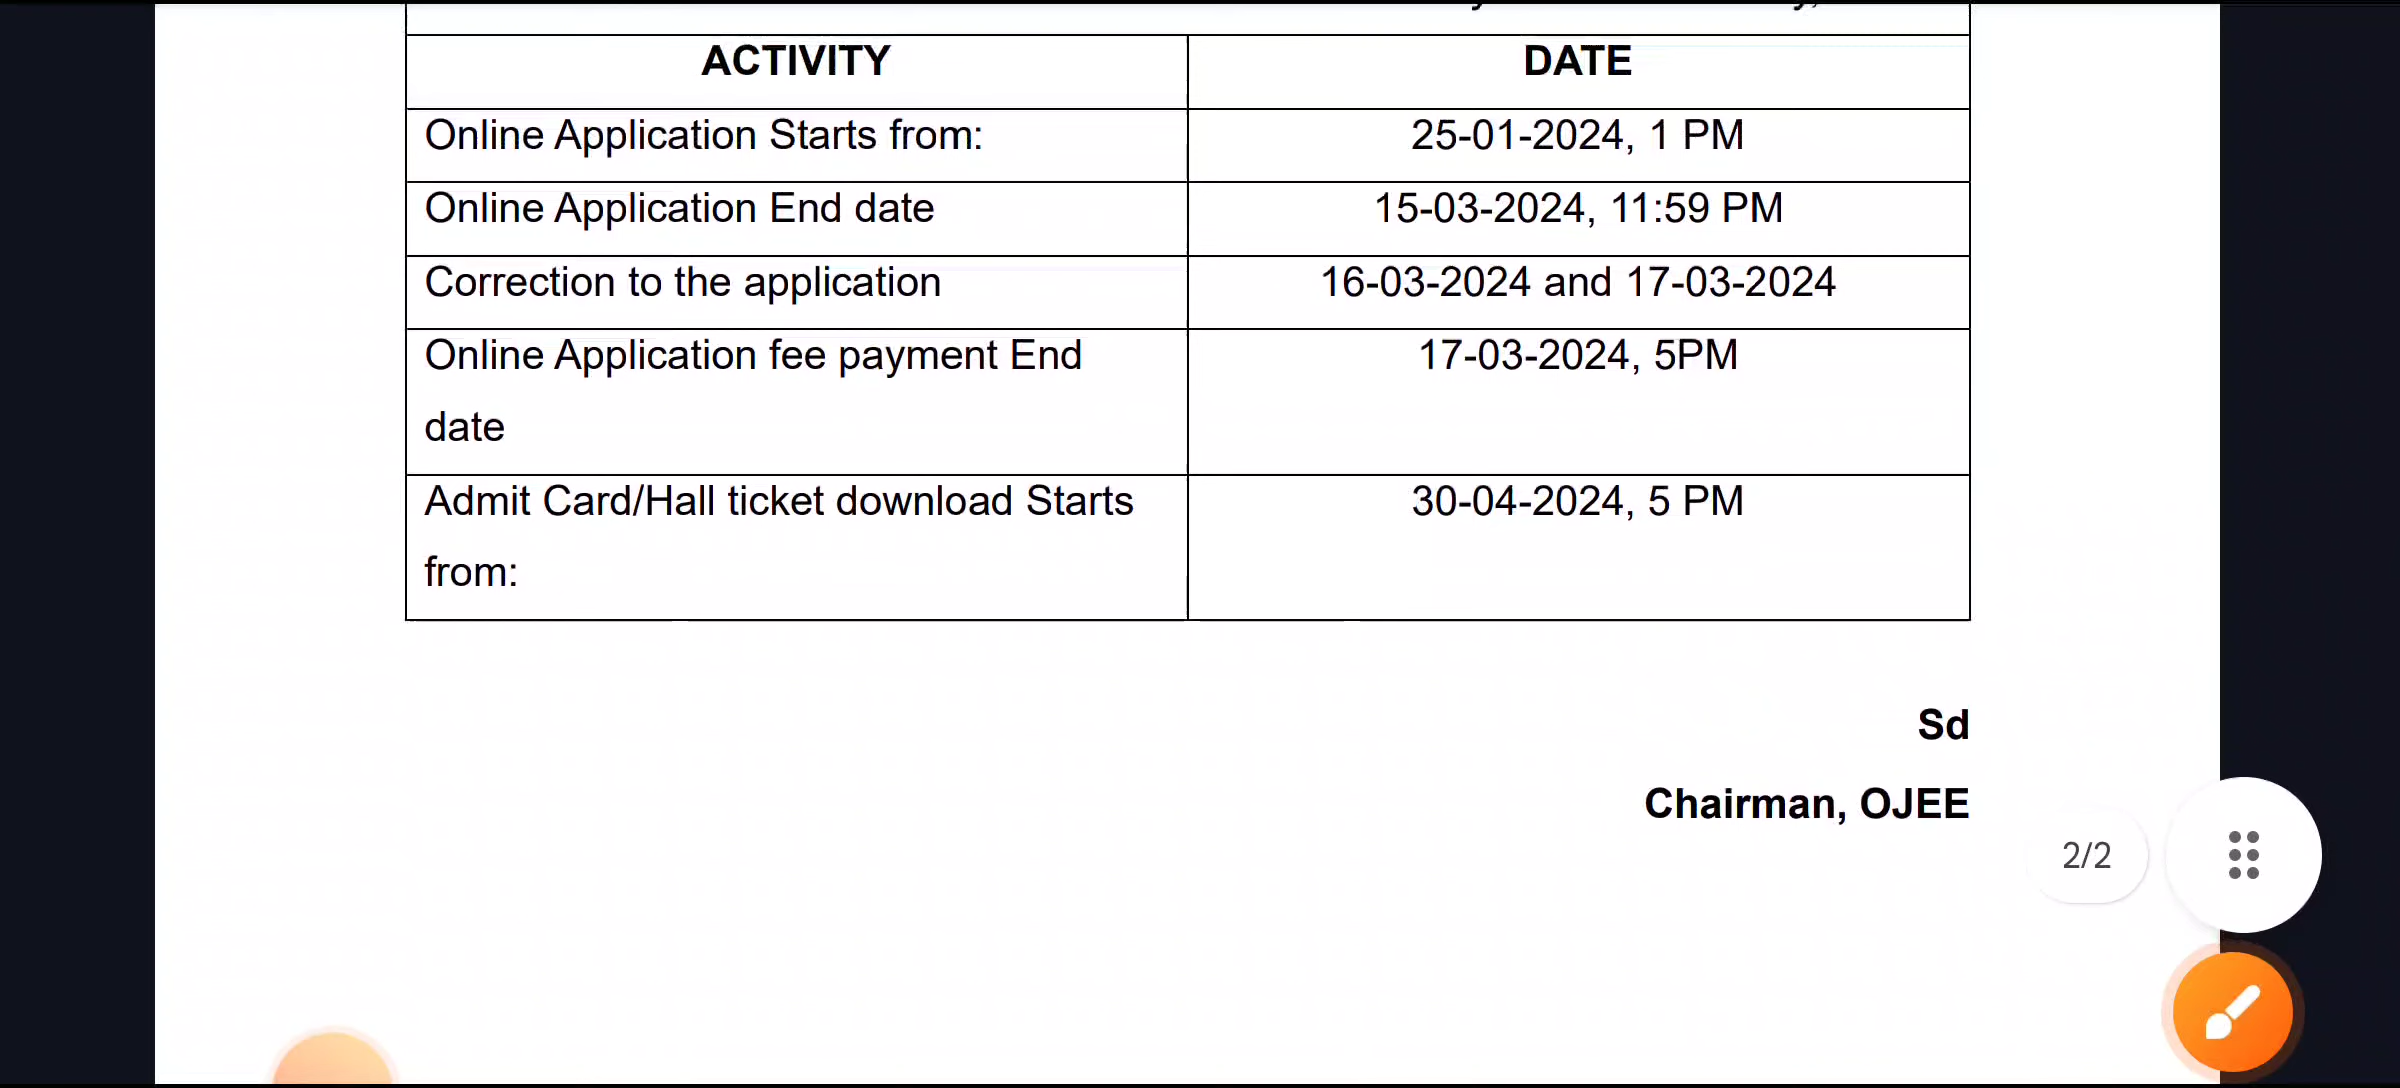 ACTIVITY DATE
Online Application Starts from: 25-01-2024, 1 PM
Online Application End date 15-03-2024, 11:59 PM
Correction to the application 16-03-2024 and 17-03-2024
Online Application fee payment End 17-03-2024, 5PM
date
Admit Card/Hall ticket download Starts 30-04-2024, 5 PM
from:
Sd
Chairman, OJEE
2/2